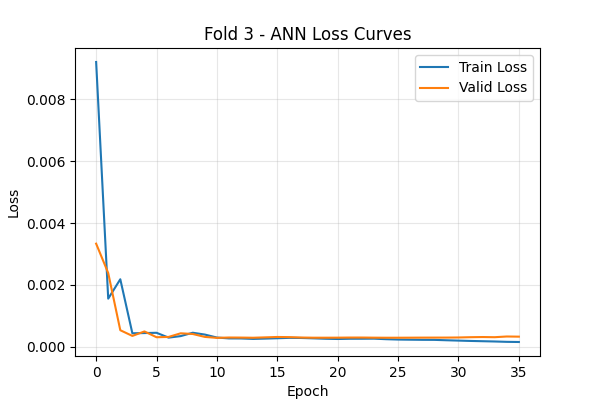 Fold 3 - ANN Loss Curves
Train Loss
Valid Loss
Loss
0.008
0.006
0.004
0.002
0.000
0 5 10 15 20 25 30 35
Epoch